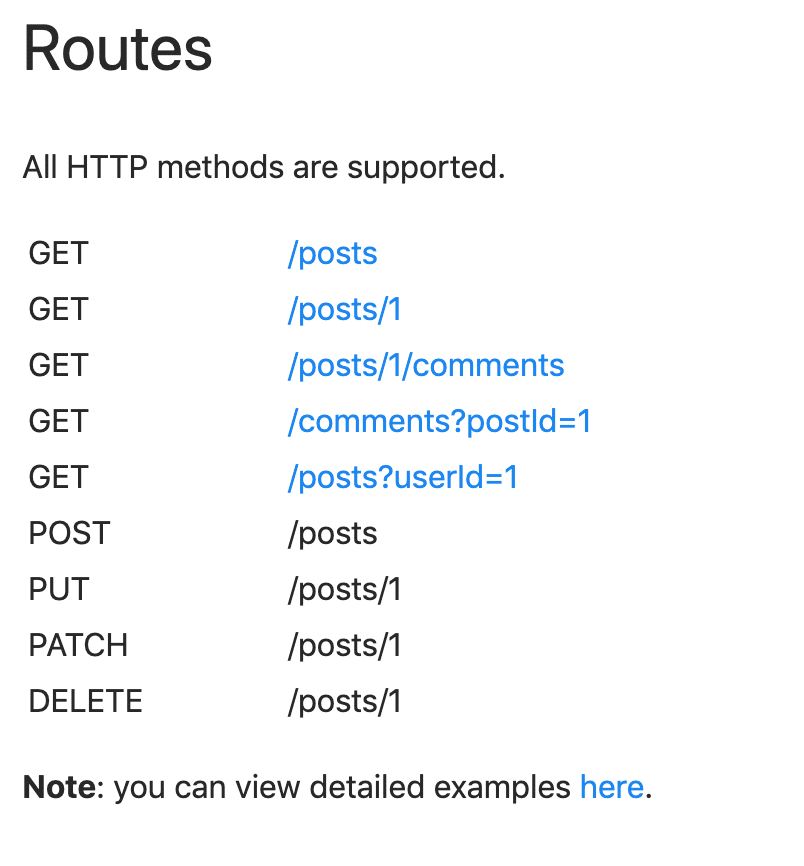 Routes
All HTTP methods are supported.
GET /posts
GET /posts/1
GET /posts/1/comments
GET /comments?postId=1
GET /posts?userId=1
POST /posts
PUT /posts/1
PATCH /posts/1
DELETE /posts/1
Note: you can view detailed examples here.